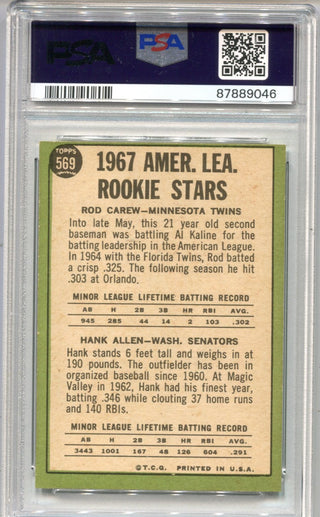 PSA
PSA
87889046
TOPPS
569
1967 AMER. LEA.
ROOKIE STARS
ROD CAREW—MINNESOTA TWINS
Into late May, this 21 year old second
baseman was battling Al Kaline for the
batting leadership in the American League.
In 1964 with the Florida Twins, Rod batted
a crisp .325. The following season he hit
.303 at Orlando.
MINOR LEAGUE LIFETIME BATTING RECORD
AB H 2B 3B HR RBI AVG.
945 285 44 14 2 103 .302
HANK ALLEN—WASH. SENATORS
Hank stands 6 feet tall and weighs in at
190 pounds. The outfielder has been in
organized baseball since 1960. At Magic
Valley in 1962, Hank had his finest year,
batting .346 while clouting 37 home runs
and 140 RBIs.
MINOR LEAGUE LIFETIME BATTING RECORD
AB H 2B 3B HR RBI AVG.
3443 1001 167 48 126 604 .291
©T.C.G. PRINTED IN U.S.A.